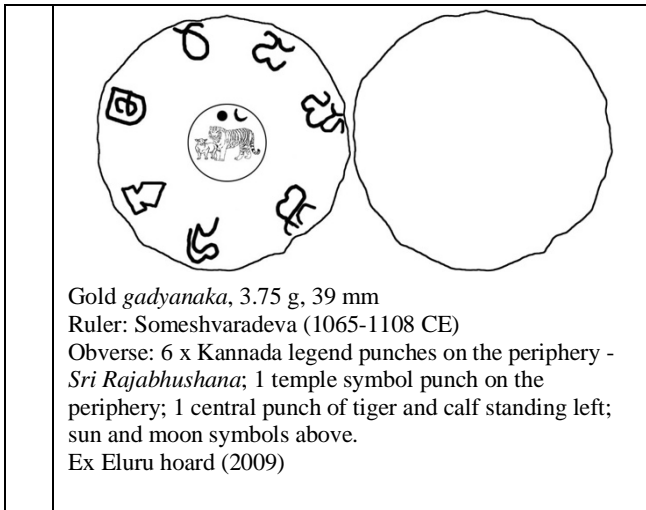 Gold gadyanaka, 3.75 g, 39 mm
Ruler: Someshvaradeva (1065-1108 CE)
Obverse: 6 x Kannada legend punches on the periphery -
Sri Rajabhushana; 1 temple symbol punch on the
periphery; 1 central punch of tiger and calf standing left;
sun and moon symbols above.
Ex Eluru hoard (2009)